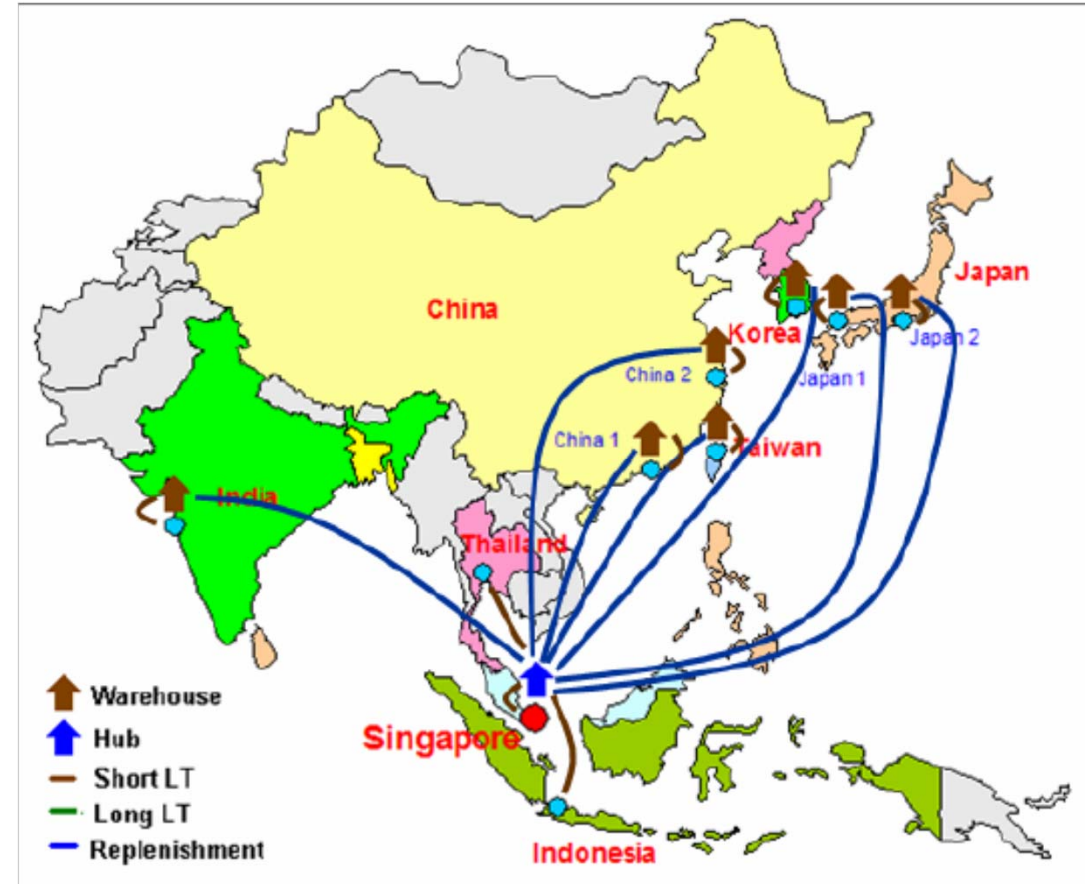 China
Japan
Korea
Japan 2
China 2
Japan 1
China 1
Taiwan
India
Thailand
Singapore
Indonesia
Warehouse
Hub
Short LT
Long LT
Replenishment